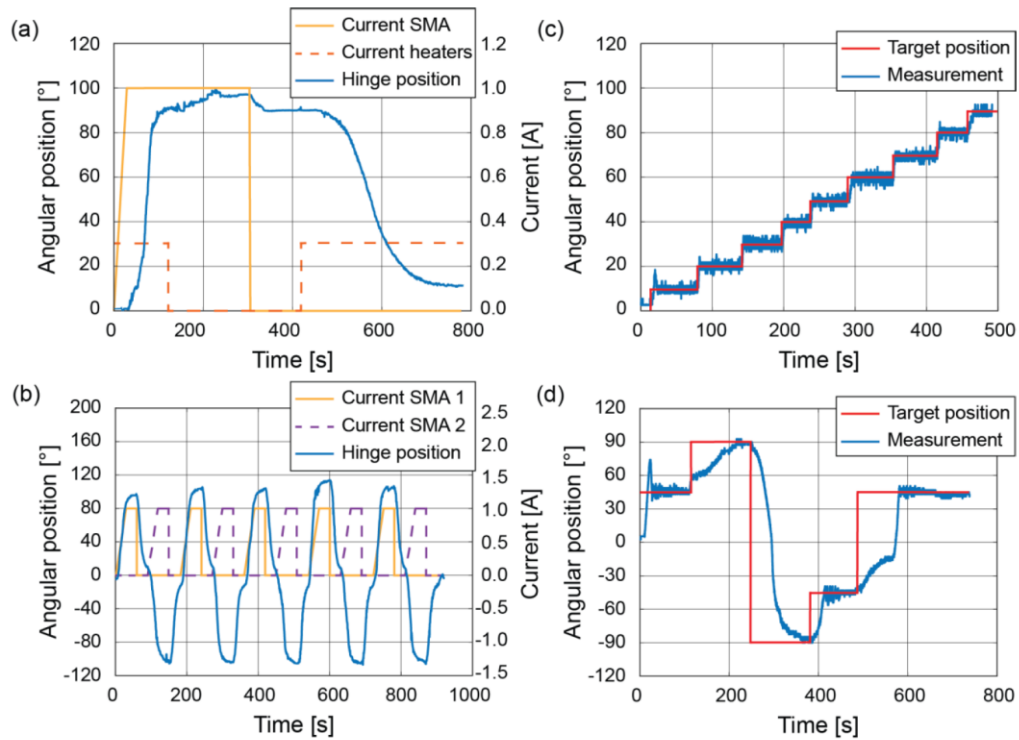 (a)
Current SMA
Current heaters
Hinge position
120
100
80
60
40
20
0
Angular position [°]
1.2
1.0
0.8
0.6
0.4
0.2
0.0
Current [A]
0 200 400 600 800
Time [s]
(c)
Target position
Measurement
120
100
80
60
40
20
0
Angular position [°]
0 100 200 300 400 500
Time [s]
(b)
Current SMA 1
Current SMA 2
Hinge position
200
160
120
80
40
0
-40
-80
-120
Angular position [°]
2.5
2.0
1.5
1.0
0.5
0.0
-0.5
-1.0
-1.5
Current [A]
0 200 400 600 800 1000
Time [s]
(d)
Target position
Measurement
120
90
60
30
0
-30
-60
-90
-120
Angular position [°]
0 200 400 600 800
Time [s]